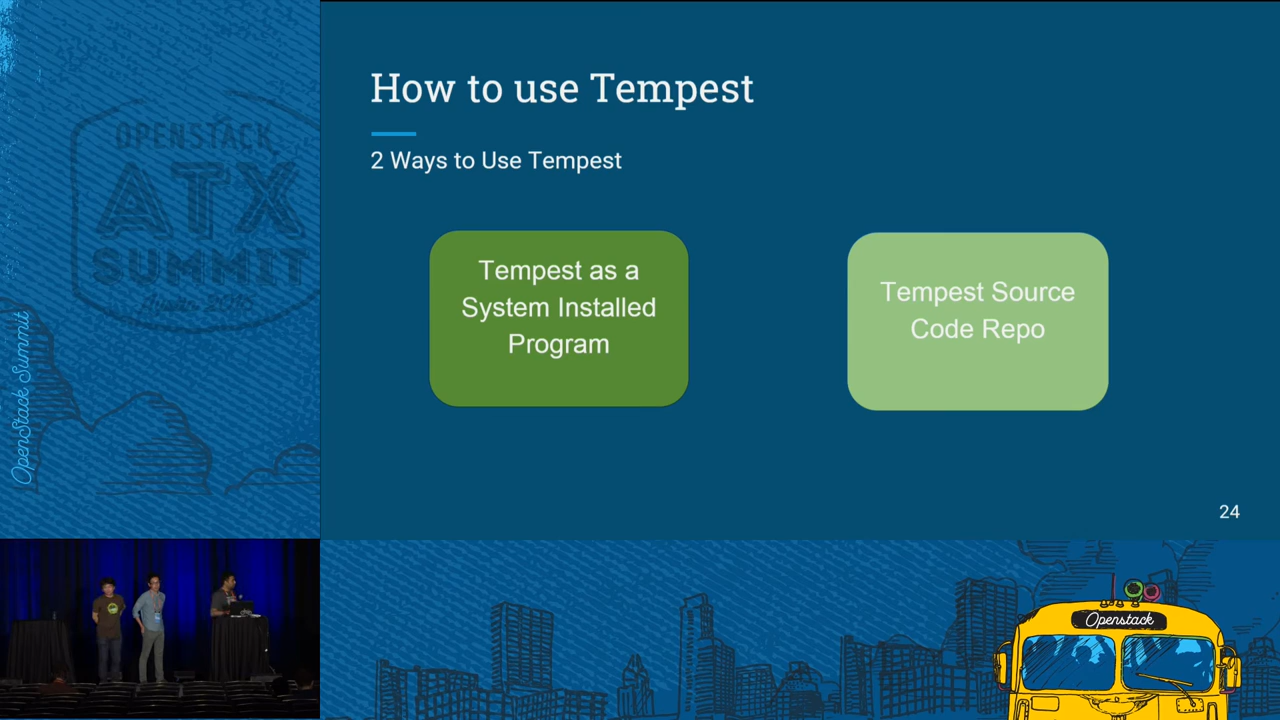 OPENSTACK
ATX
SUMMIT
Austin 2016
OpenStack Summit
How to use Tempest
2 Ways to Use Tempest
Tempest as a
System Installed
Program
Tempest Source
Code Repo
24
Openstack